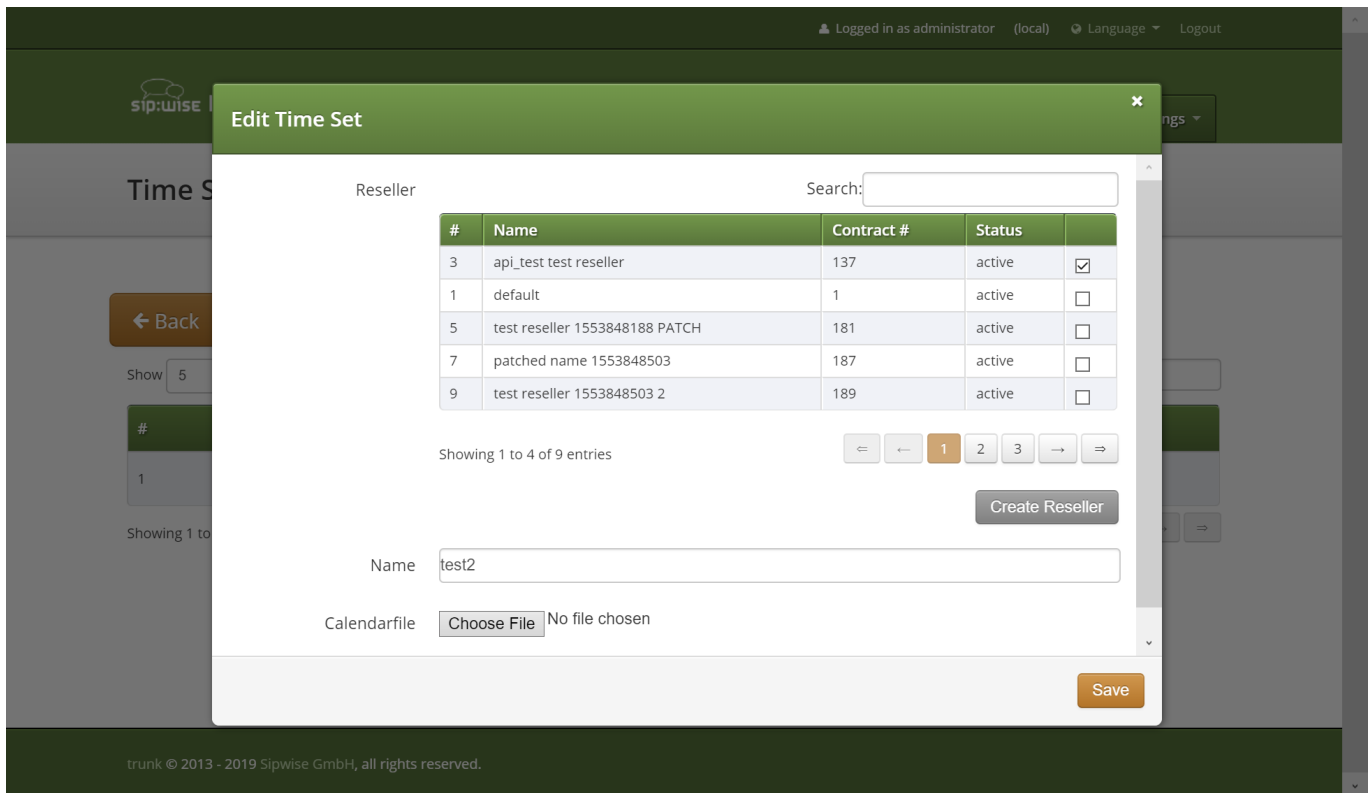 Logged in as administrator (local) Language Logout
sip:wise
ngs
Edit Time Set
Time S
Reseller Search:
# Name Contract # Status
3 api_test test reseller 137 active
1 default 1 active
5 test reseller 1553848188 PATCH 181 active
7 patched name 1553848503 187 active
9 test reseller 1553848503 2 189 active
Showing 1 to 4 of 9 entries ⇐ ← 1 2 3 → ⇒
Create Reseller
Name test2
Calendarfile Choose File No file chosen
Save
← Back
Show 5
#
1
Showing 1 to → ⇒
trunk © 2013 - 2019 Sipwise GmbH, all rights reserved.